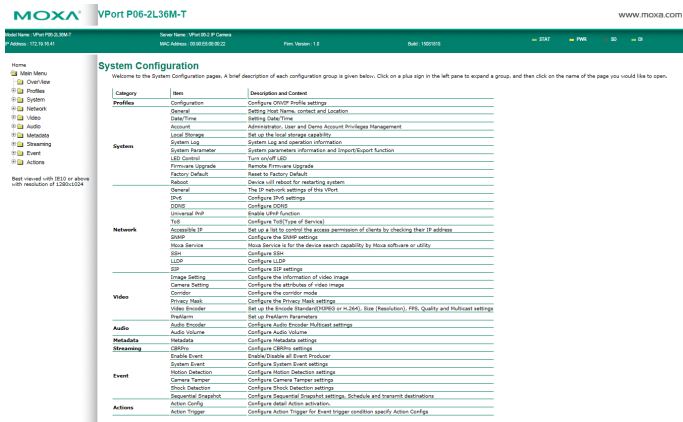 MOXA® VPort P06-2L36M-T www.moxa.com
Model Name : VPort P06-2L36M-T Server Name : VPort 06-2 IP Camera
IP Address : 172.19.16.41 MAC Address : 00:90:E8:00:00:22 Firm. Version : 1.0 Build : 15081810
STAT PWR SD DI
Home
Main Menu
OverView
Profiles
System
Network
Video
Audio
Metadata
Streaming
Event
Actions
Best viewed with IE10 or above
with resolution of 1280x1024
System Configuration
Welcome to the System Configuration pages. A brief description of each configuration group is given below. Click on a plus sign in the left pane to expand a group, and then click on the name of the page you would like to open.
Category Item Description and Content
Profiles Configuration Configure ONVIF Profile settings
System
General Setting Host Name, contact and Location
Date/Time Setting Date/Time
Account Administrator, User and Demo Account Privileges Management
Local Storage Set up the local storage capability
System Log System Log and operation information
System Parameter System parameters information and Import/Export function
LED Control Turn on/off LED
Firmware Upgrade Remote Firmware Upgrade
Factory Default Reset to Factory Default
Reboot Device will reboot for restarting system
Network
General The IP network settings of this VPort
IPv6 Configure IPv6 settings
DDNS Configure DDNS
Universal PnP Enable UPnP function
ToS Configure ToS(Type of Service)
Accessible IP Set up a list to control the access permission of clients by checking their IP address
SNMP Configure the SNMP settings
Moxa Service Moxa Service is for the device search capability by Moxa software or utility
SSH Configure SSH
LLDP Configure LLDP
SIP Configure SIP settings
Video
Image Setting Configure the information of video image
Camera Setting Configure the attributes of video image
Corridor Configure the corridor mode
Privacy Mask Configure the Privacy Mask settings
Video Encoder Set up the Encode Standard(MJPEG or H.264), Size (Resolution), FPS, Quality and Multicast settings
PreAlarm Set up PreAlarm Parameters
Audio
Audio Encoder Configure Audio Encoder Multicast settings
Audio Volume Configure Audio Volume
Metadata Metadata Configure Metadata settings
Streaming CBRPro Configure CBRPro settings
Event
Enable Event Enable/Disable all Event Producer
System Event Configure System Event settings
Motion Detection Configure Motion Detection settings
Camera Tamper Configure Camera Tamper settings
Shock Detection Configure Shock Detection settings
Sequential Snapshot Configure Sequential Snapshot settings, Schedule and transmit destinations
Actions
Action Config Configure detail Action activation.
Action Trigger Configure Action Trigger for Event trigger condition specify Action Configs